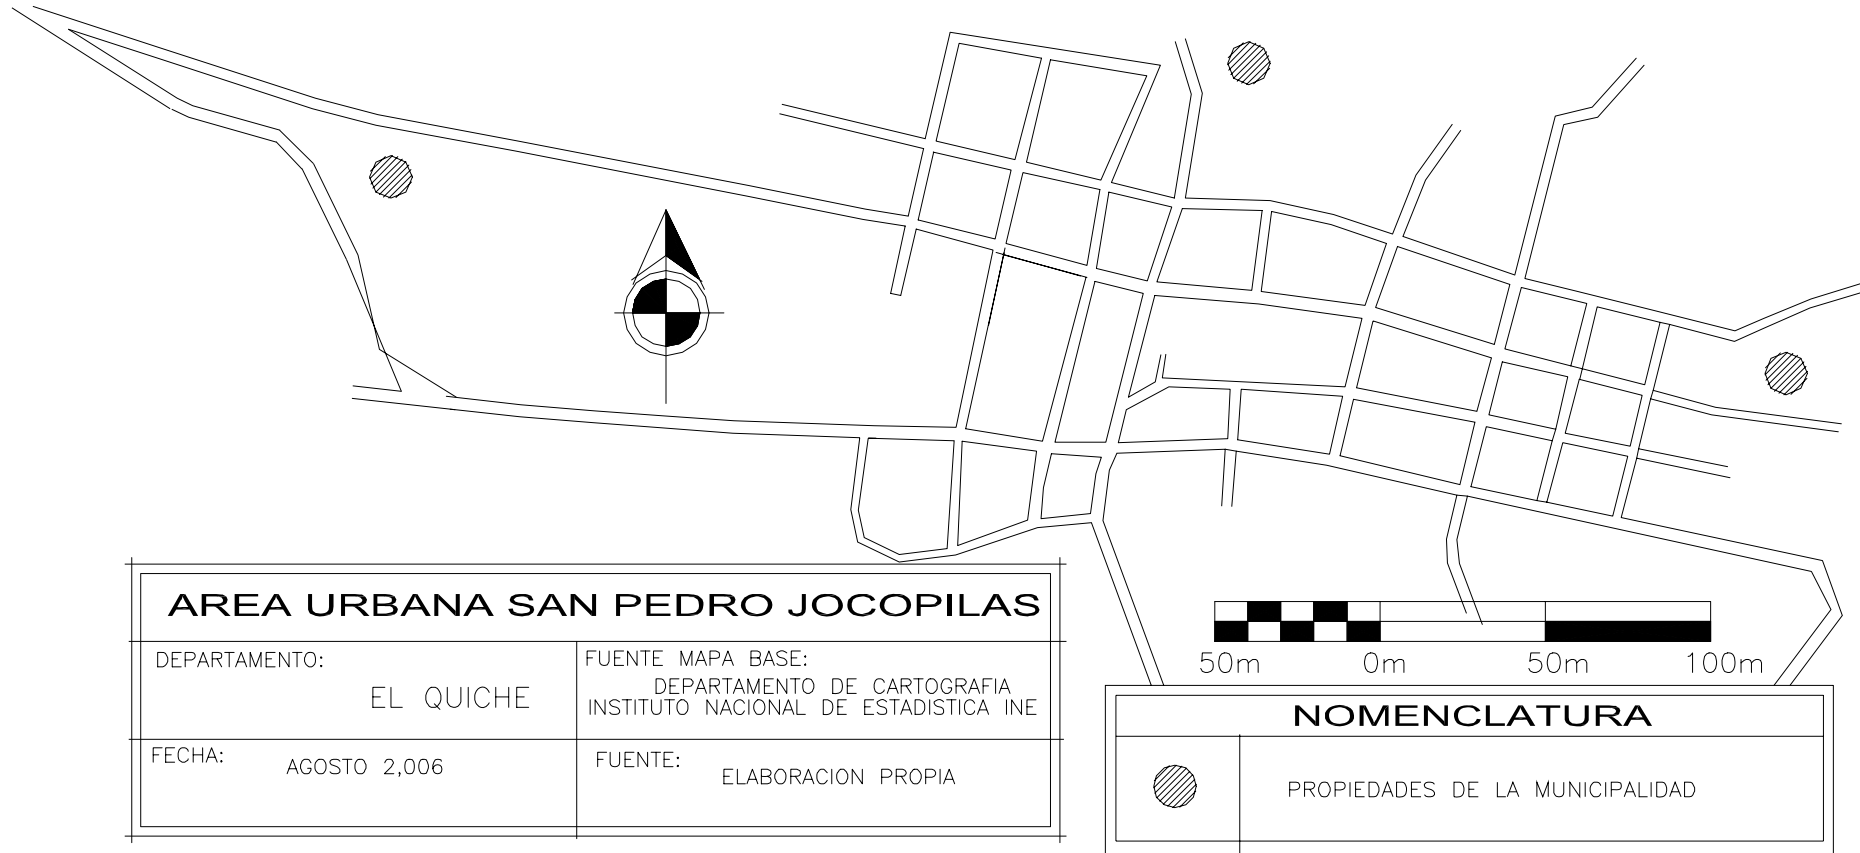 AREA URBANA SAN PEDRO JOCOPILAS
DEPARTAMENTO:
EL QUICHE
FUENTE MAPA BASE:
DEPARTAMENTO DE CARTOGRAFIA
INSTITUTO NACIONAL DE ESTADISTICA INE
FECHA:
AGOSTO 2,006
FUENTE:
ELABORACION PROPIA
50m 0m 50m 100m
NOMENCLATURA
PROPIEDADES DE LA MUNICIPALIDAD